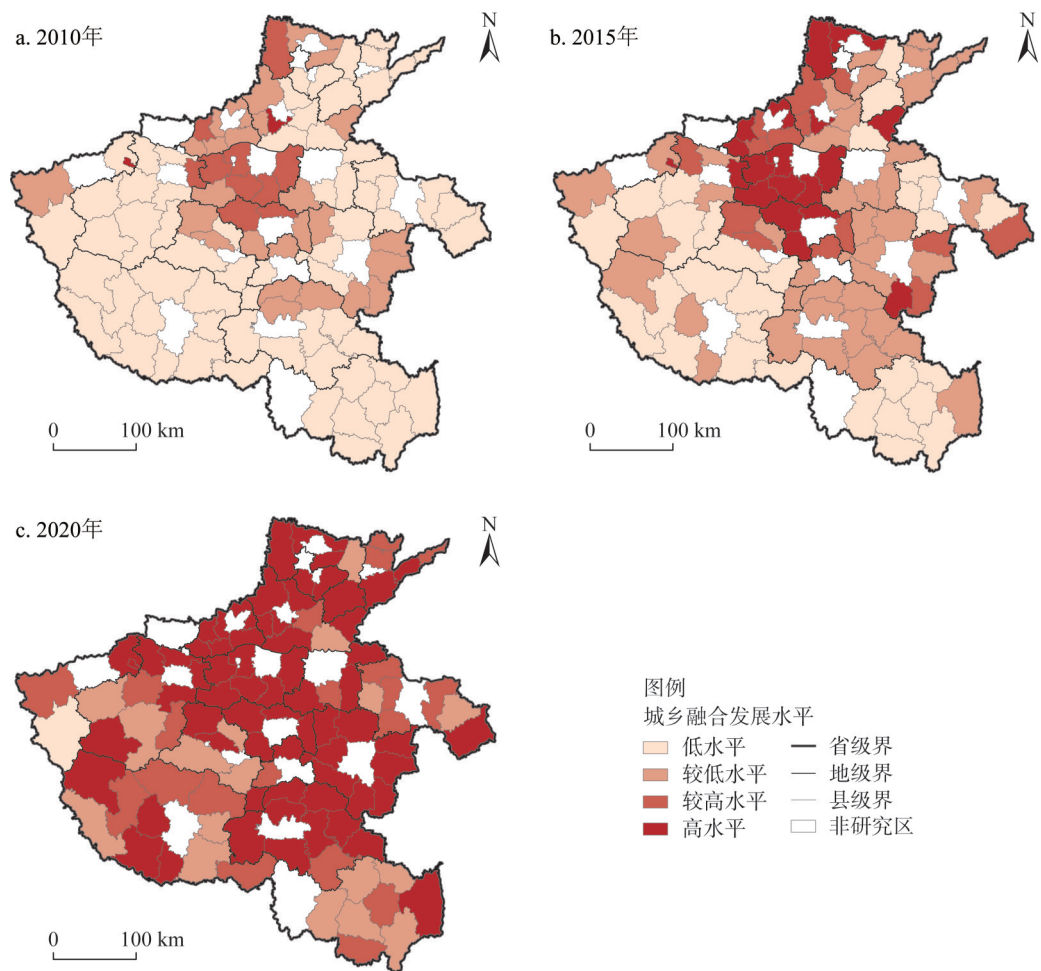 a. 2010年
N
0 100 km
b. 2015年
N
0 100 km
c. 2020年
N
0 100 km
图例
城乡融合发展水平
低水平 省级界
较低水平 地级界
较高水平 县级界
高水平 非研究区